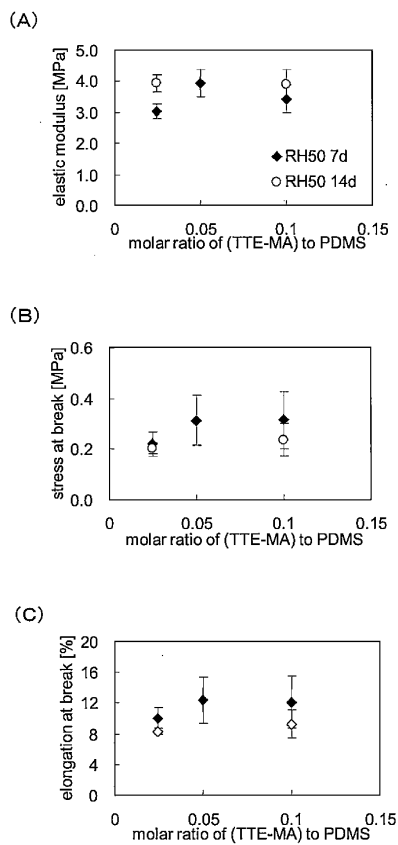 (A)
elastic modulus [MPa]
5.0
4.0
3.0
2.0
1.0
0.0
◆ RH50 7d
○ RH50 14d
0 0.05 0.1 0.15
molar ratio of (TTE-MA) to PDMS
(B)
stress at break [MPa]
0.6
0.4
0.2
0.0
0 0.05 0.1 0.15
molar ratio of (TTE-MA) to PDMS
(C)
elongation at break [%]
20
16
12
8
4
0
0 0.05 0.1 0.15
molar ratio of (TTE-MA) to PDMS